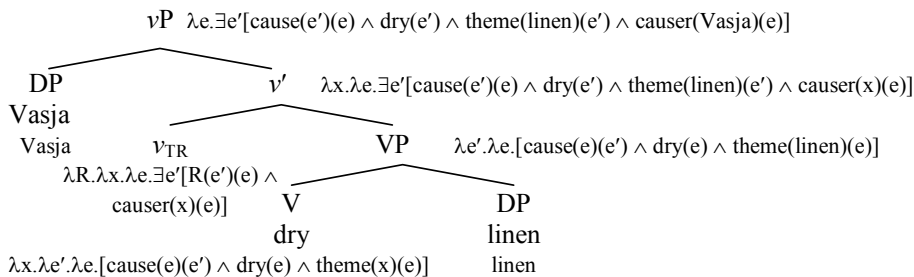 vP λe.∃e′[cause(e′)(e) ∧ dry(e′) ∧ theme(linen)(e′) ∧ causer(Vasja)(e)]
DP v′ λx.λe.∃e′[cause(e′)(e) ∧ dry(e′) ∧ theme(linen)(e′) ∧ causer(x)(e)]
Vasja
Vasja vTR VP λe′.λe.[cause(e)(e′) ∧ dry(e) ∧ theme(linen)(e)]
λR.λx.λe.∃e′[R(e′)(e) ∧
causer(x)(e)] V DP
dry linen
λx.λe′.λe.[cause(e)(e′) ∧ dry(e) ∧ theme(x)(e)] linen